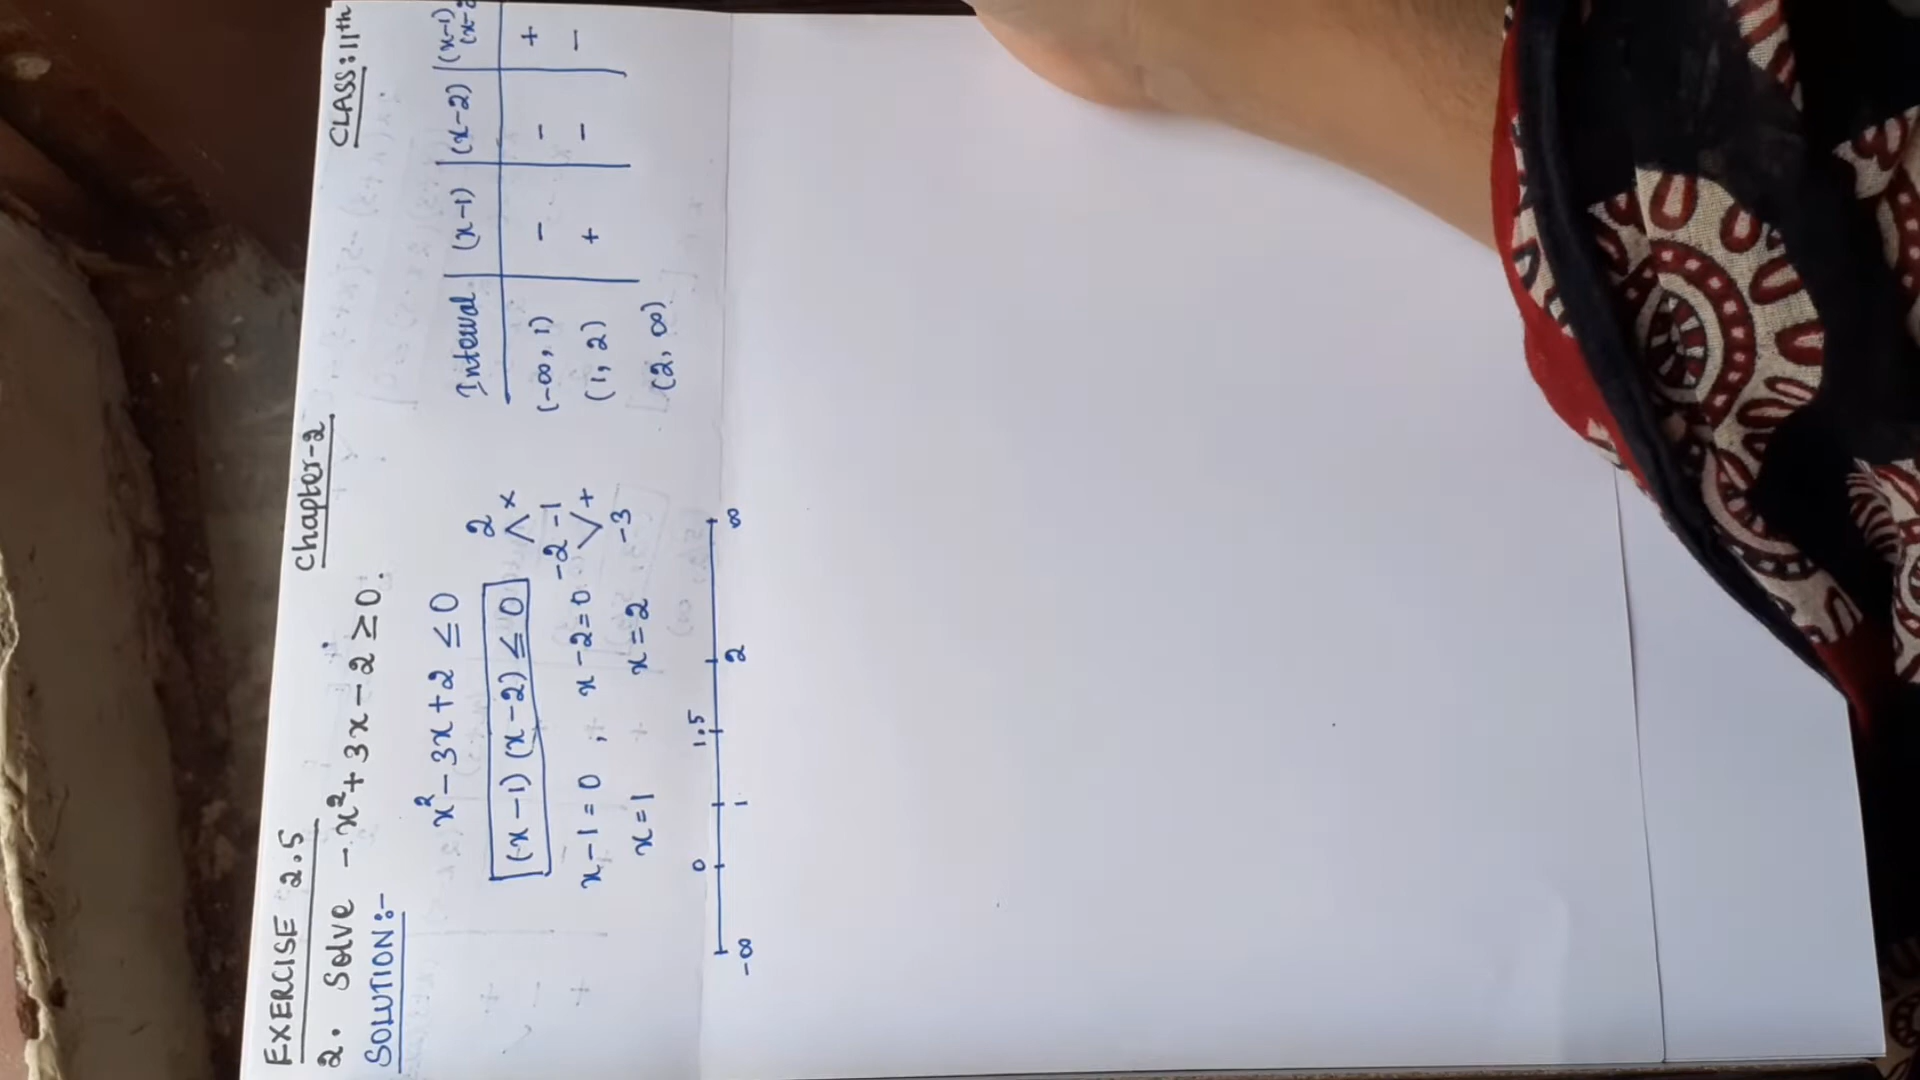 EXERCISE 2.5 Chapter-2 CLASS:11th
2. Solve -x²+3x-2≥0.
SOLUTION:-
x²-3x+2≤0
(x-1)(x-2)≤0
x-1=0, x-2=0
x=1 x=2
2
×
-2 -1
+
-3
-∞ 0 1 1.5 2 ∞
Interval (x-1) (x-2) (x-1)
(-∞,1) - - +
(1,2) + - -
(2,∞)